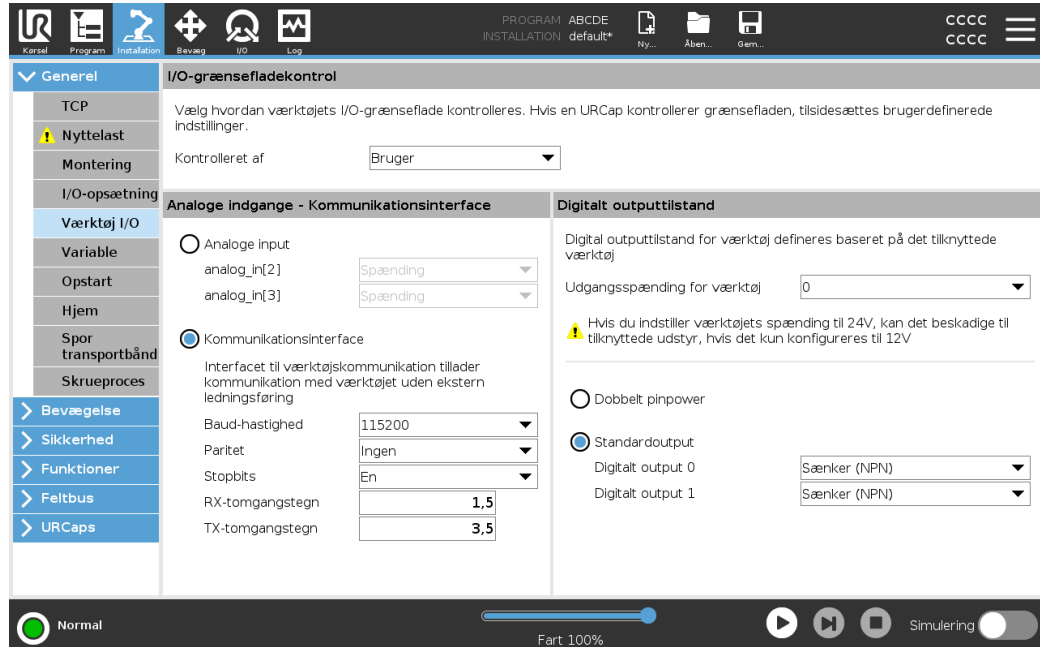 PROGRAM ABCDE
INSTALLATION default*
CCCC
CCCC
Kørsel
Program
Installation
Bevæg
I/O
Log
Ny...
Åben...
Gem...
Generel
TCP
Nyttelast
Montering
I/O-opsætning
Værktøj I/O
Variable
Opstart
Hjem
Spor
transportbånd
Skrueproces
Bevægelse
Sikkerhed
Funktioner
Feltbus
URCaps
I/O-grænsefladekontrol
Vælg hvordan værktøjets I/O-grænseflade kontrolleres. Hvis en URCap kontrollerer grænsefladen, tilsidesættes brugerdefinerede
indstillinger.
Kontrolleret af Bruger
Analoge indgange - Kommunikationsinterface
Analoge input
analog_in[2] Spænding
analog_in[3] Spænding
Kommunikationsinterface
Interfacet til værktøjskommunikation tillader
kommunikation med værktøjet uden ekstern
ledningsføring
Baud-hastighed 115200
Paritet Ingen
Stopbits En
RX-tomgangstegn 1,5
TX-tomgangstegn 3,5
Digitalt outputtilstand
Digital outputtilstand for værktøj defineres baseret på det tilknyttede
værktøj
Udgangsspænding for værktøj 0
Hvis du indstiller værktøjets spænding til 24V, kan det beskadige til
tilknyttede udstyr, hvis det kun konfigureres til 12V
Dobbelt pinpower
Standardoutput
Digitalt output 0 Sænker (NPN)
Digitalt output 1 Sænker (NPN)
Normal
Fart 100%
Simulering